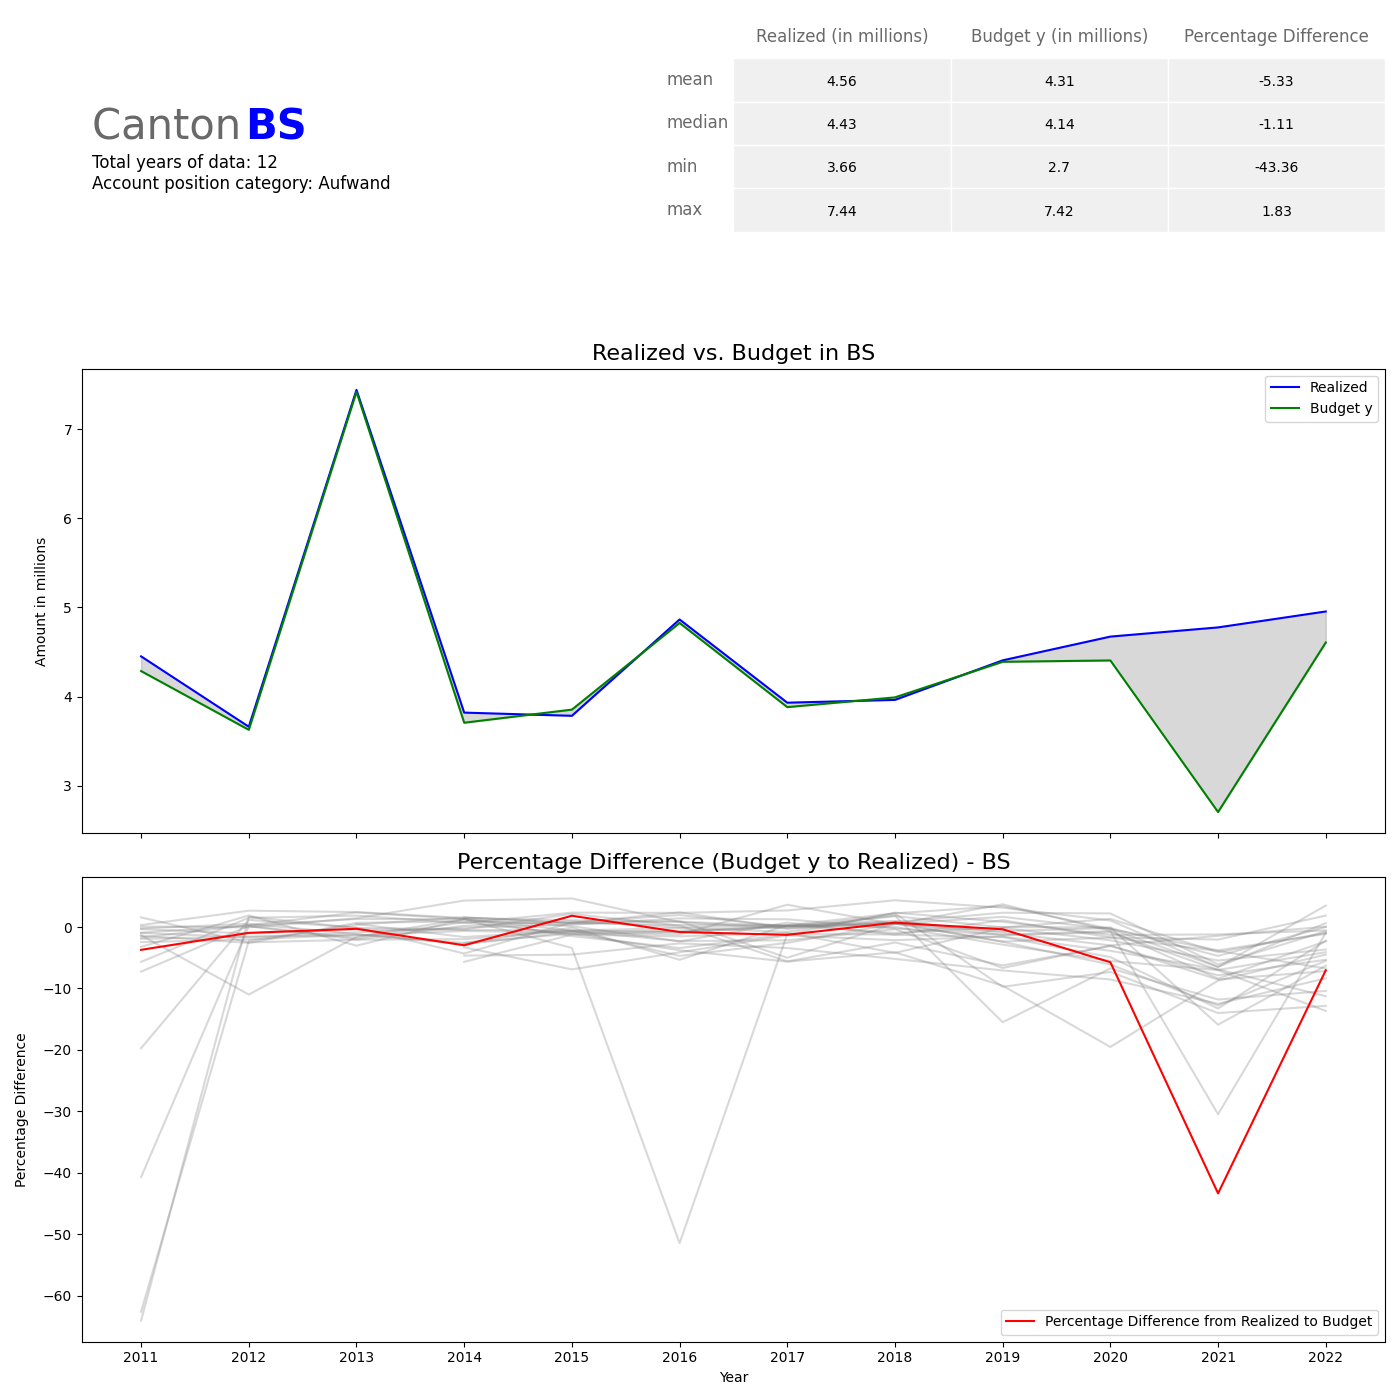 Realized (in millions) Budget y (in millions) Percentage Difference
mean 4.56 4.31 -5.33
median 4.43 4.14 -1.11
min 3.66 2.7 -43.36
max 7.44 7.42 1.83
Canton BS
Total years of data: 12
Account position category: Aufwand
Realized vs. Budget in BS
Realized
Budget y
7
6
5
4
3
Amount in millions
Percentage Difference (Budget y to Realized) - BS
0
−10
−20
−30
−40
−50
−60
Percentage Difference
Percentage Difference from Realized to Budget
2011 2012 2013 2014 2015 2016 2017 2018 2019 2020 2021 2022
Year